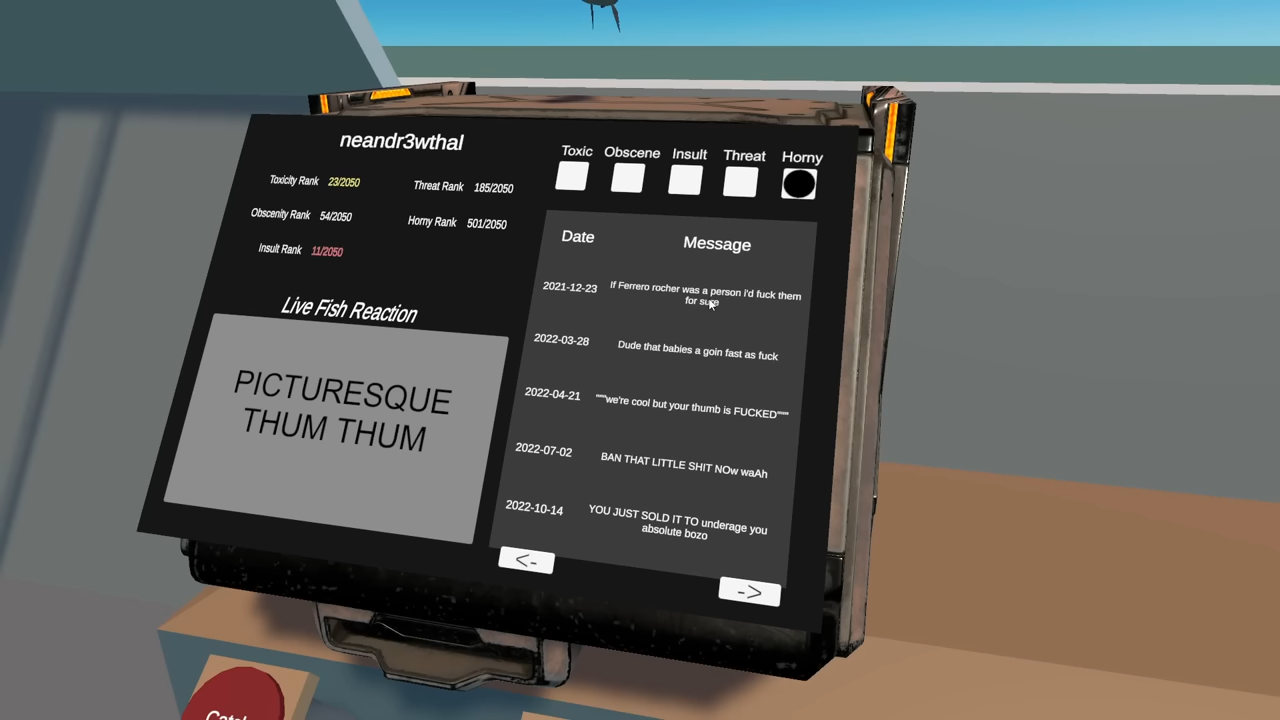 neandr3wthal
Toxicity Rank 23/2050
Threat Rank 185/2050
Obscenity Rank 54/2050
Horny Rank 501/2050
Insult Rank 11/2050
Live Fish Reaction
PICTURESQUE
THUM THUM
Toxic Obscene Insult Threat Horny
Date Message
2021-12-23 If Ferrero rocher was a person i'd fuck them
for sure
2022-03-28 Dude that babies a goin fast as fuck
2022-04-21 """we're cool but your thumb is FUCKED"""
2022-07-02 BAN THAT LITTLE SHIT NOw waAh
2022-10-14 YOU JUST SOLD IT TO underage you
absolute bozo
<- ->